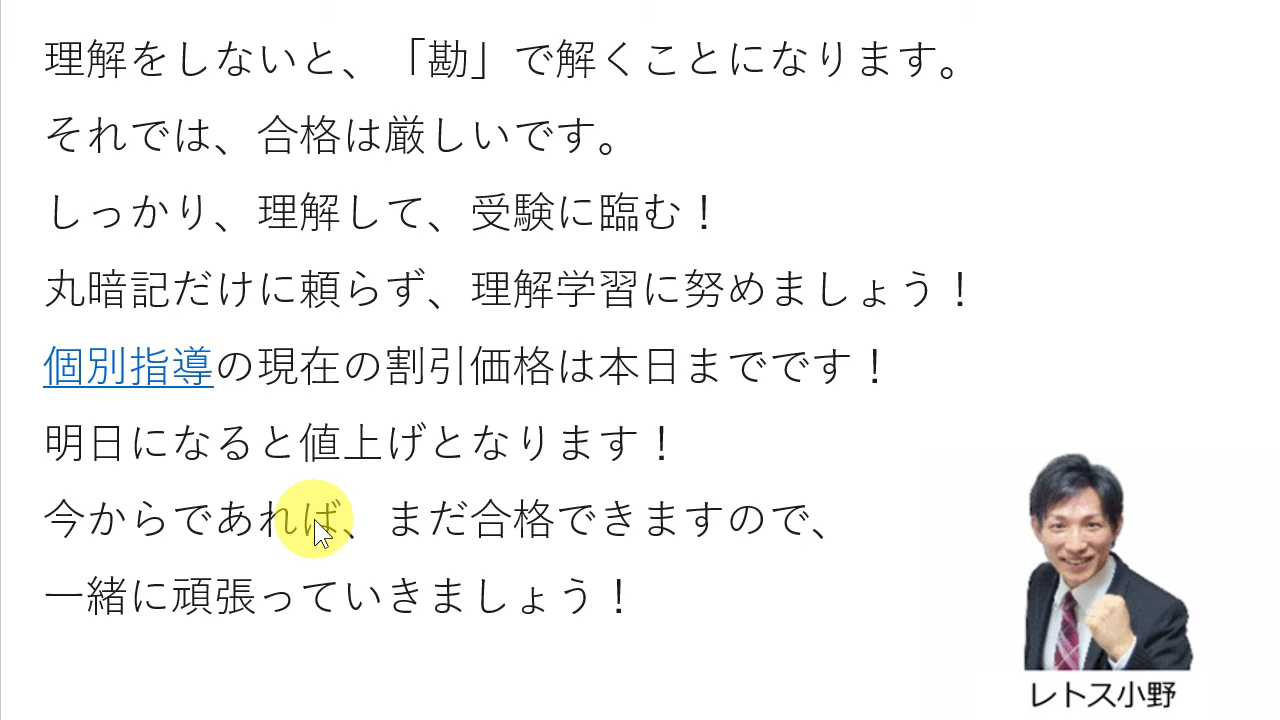 理解をしないと、「勘」で解くことになります。
それでは、合格は厳しいです。
しっかり、理解して、受験に臨む！
丸暗記だけに頼らず、理解学習に努めましょう！
個別指導の現在の割引価格は本日までです！
明日になると値上げとなります！
今からであれば、まだ合格できますので、
一緒に頑張っていきましょう！
レトス小野